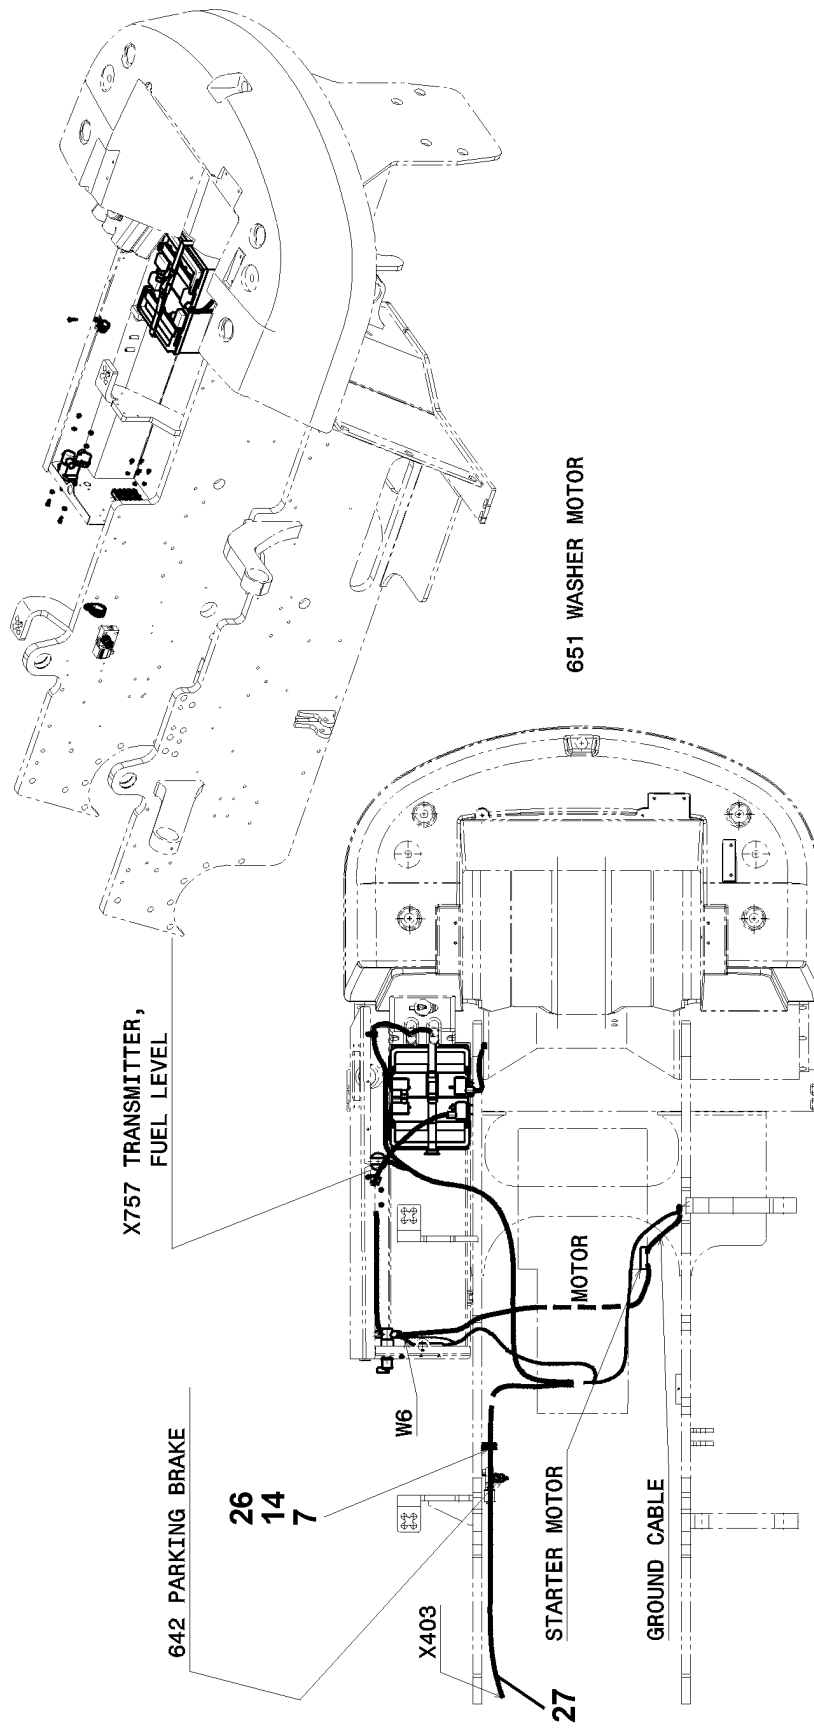 651 WASHER MOTOR
X757 TRANSMITTER,
FUEL LEVEL
MOTOR
W6
642 PARKING BRAKE
26
14
7
STARTER MOTOR
GROUND CABLE
X403
27